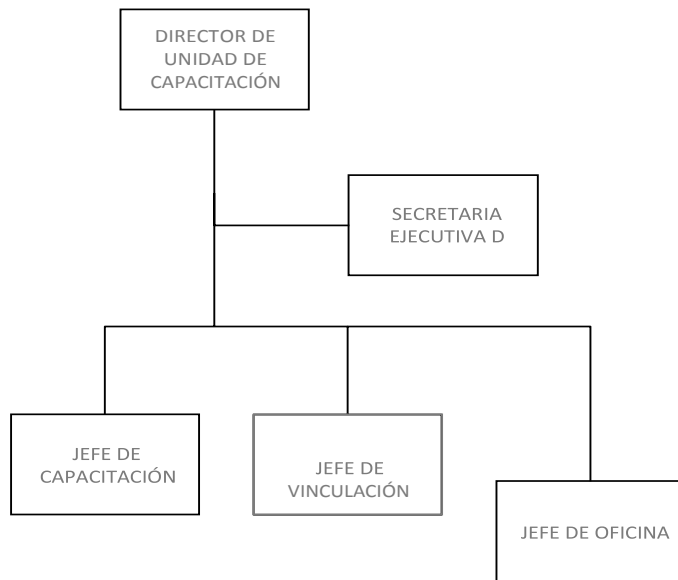 DIRECTOR DE
UNIDAD DE
CAPACITACIÓN
SECRETARIA
EJECUTIVA D
JEFE DE
CAPACITACIÓN
JEFE DE
VINCULACIÓN
JEFE DE OFICINA